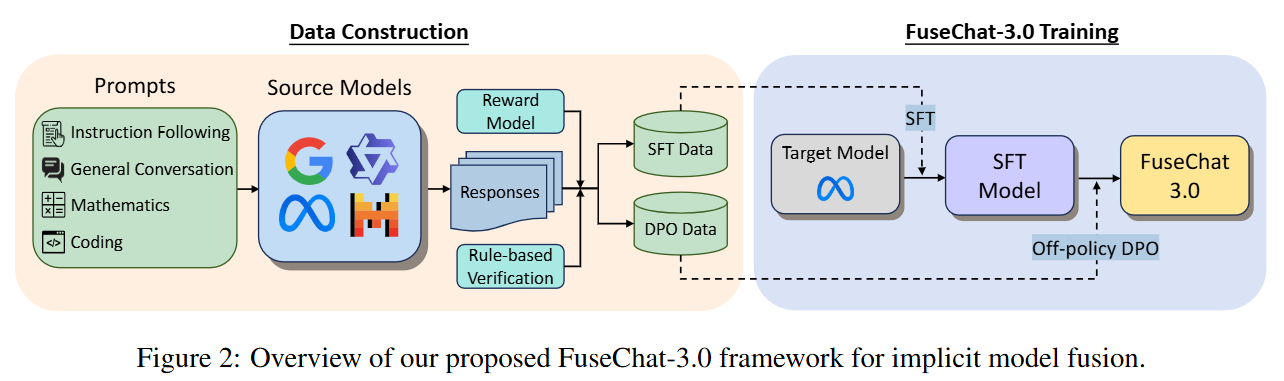 Data Construction
FuseChat-3.0 Training
Prompts
Instruction Following
General Conversation
Mathematics
Coding
Source Models
Reward
Model
Responses
Rule-based
Verification
SFT Data
DPO Data
SFT
Target Model
SFT
Model
FuseChat
3.0
Off-policy DPO
Figure 2: Overview of our proposed FuseChat-3.0 framework for implicit model fusion.